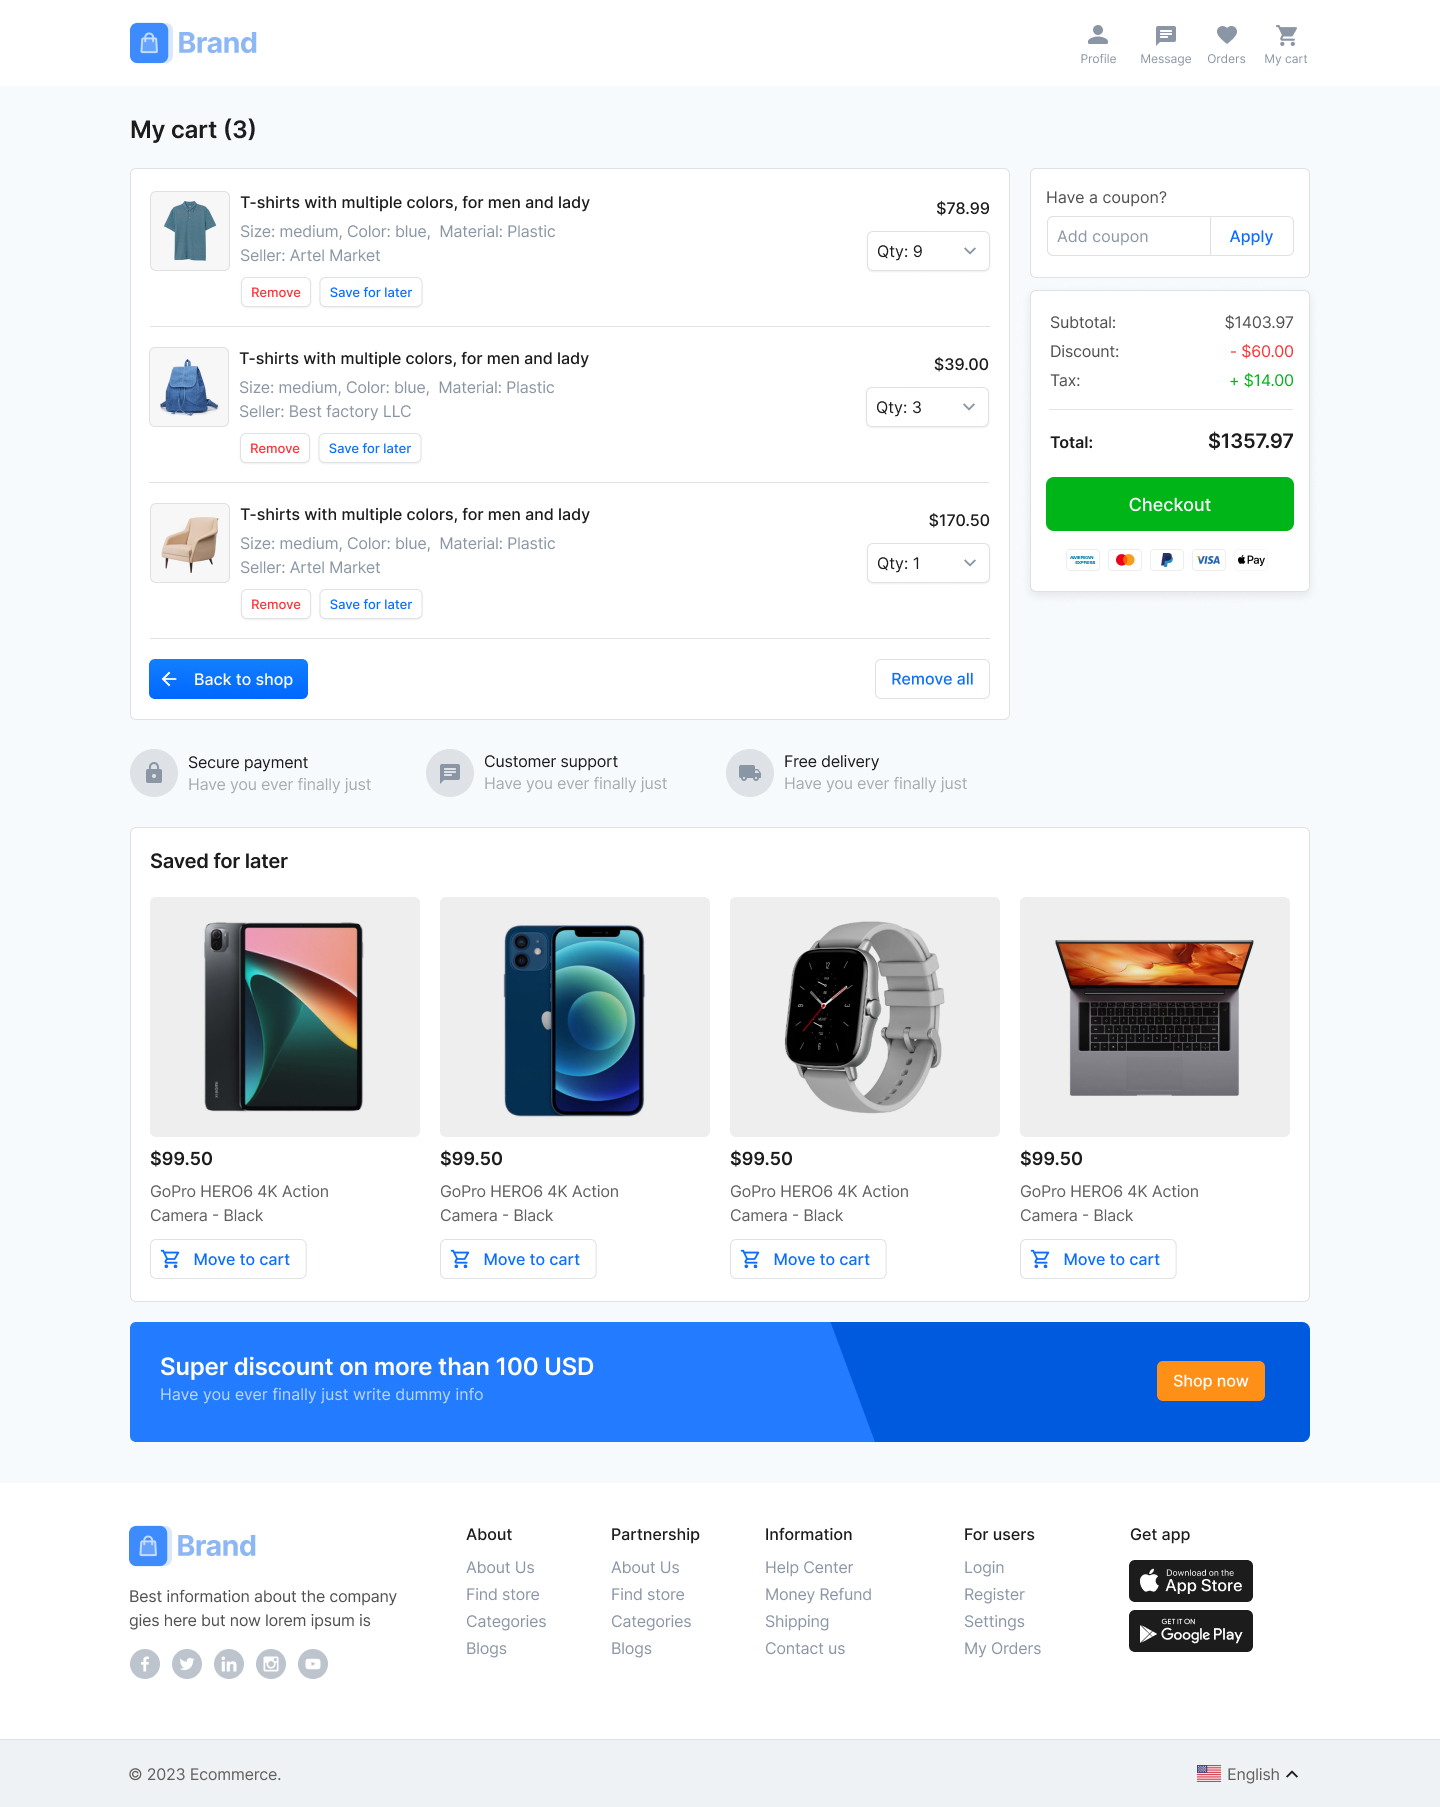 Brand
Profile
Message
Orders
My cart
My cart (3)
T-shirts with multiple colors, for men and lady
$78.99
Size: medium, Color: blue,  Material: Plastic
Seller: Artel Market
Qty: 9
Remove
Save for later
T-shirts with multiple colors, for men and lady
$39.00
Size: medium, Color: blue,  Material: Plastic
Seller: Best factory LLC
Qty: 3
Remove
Save for later
T-shirts with multiple colors, for men and lady
$170.50
Size: medium, Color: blue,  Material: Plastic
Seller: Artel Market
Qty: 1
Remove
Save for later
Back to shop
Remove all
Have a coupon?
Add coupon
Apply
Subtotal:
$1403.97
Discount:
- $60.00
Tax:
+ $14.00
Total:
$1357.97
Checkout
AMERICAN EXPRESS
VISA
Pay
Secure payment
Have you ever finally just
Customer support
Have you ever finally just
Free delivery
Have you ever finally just
Saved for later
$99.50
GoPro HERO6 4K Action
Camera - Black
Move to cart
$99.50
GoPro HERO6 4K Action
Camera - Black
Move to cart
$99.50
GoPro HERO6 4K Action
Camera - Black
Move to cart
$99.50
GoPro HERO6 4K Action
Camera - Black
Move to cart
Super discount on more than 100 USD
Have you ever finally just write dummy info
Shop now
Brand
Best information about the company
gies here but now lorem ipsum is
About
About Us
Find store
Categories
Blogs
Partnership
About Us
Find store
Categories
Blogs
Information
Help Center
Money Refund
Shipping
Contact us
For users
Login
Register
Settings
My Orders
Get app
Download on the
App Store
GET IT ON
Google Play
© 2023 Ecommerce.
English